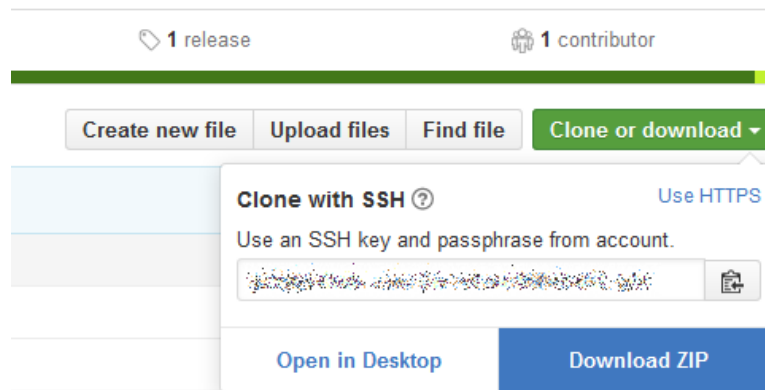 1 release
1 contributor
Create new file
Upload files
Find file
Clone or download
Clone with SSH
Use HTTPS
Use an SSH key and passphrase from account.
Open in Desktop
Download ZIP